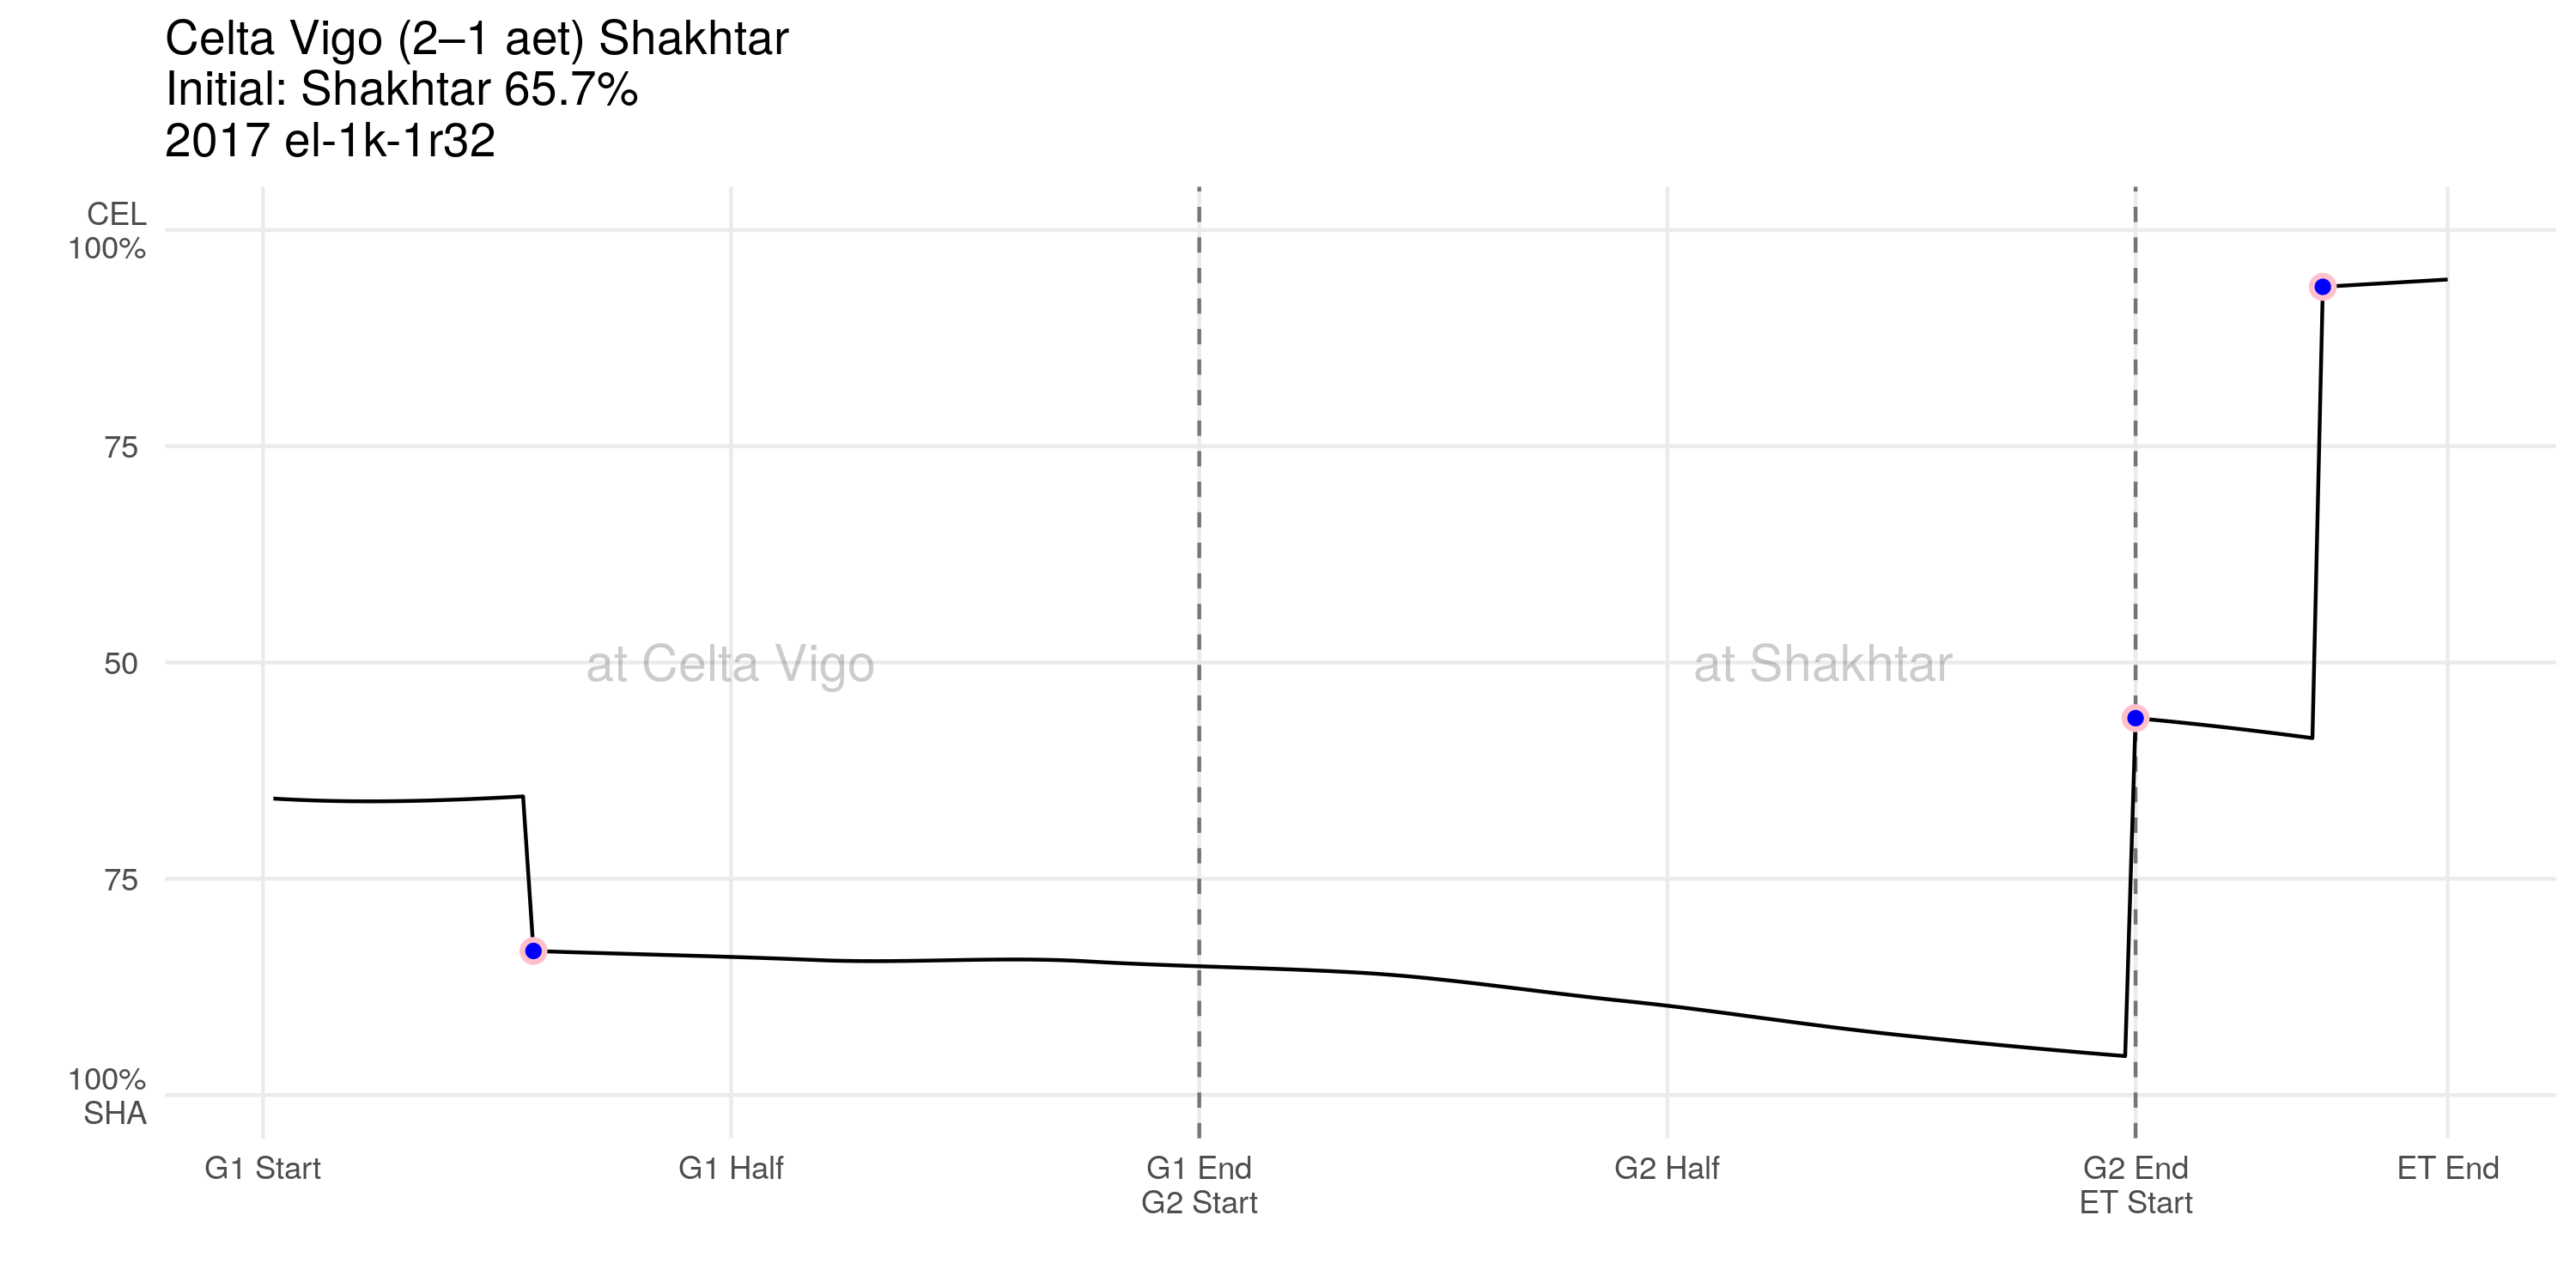 Celta Vigo (2–1 aet) Shakhtar
Initial: Shakhtar 65.7%
2017 el-1k-1r32
CEL
100%
75
50
75
100%
SHA
at Celta Vigo
at Shakhtar
G1 Start
G1 Half
G1 End
G2 Start
G2 Half
G2 End
ET Start
ET End